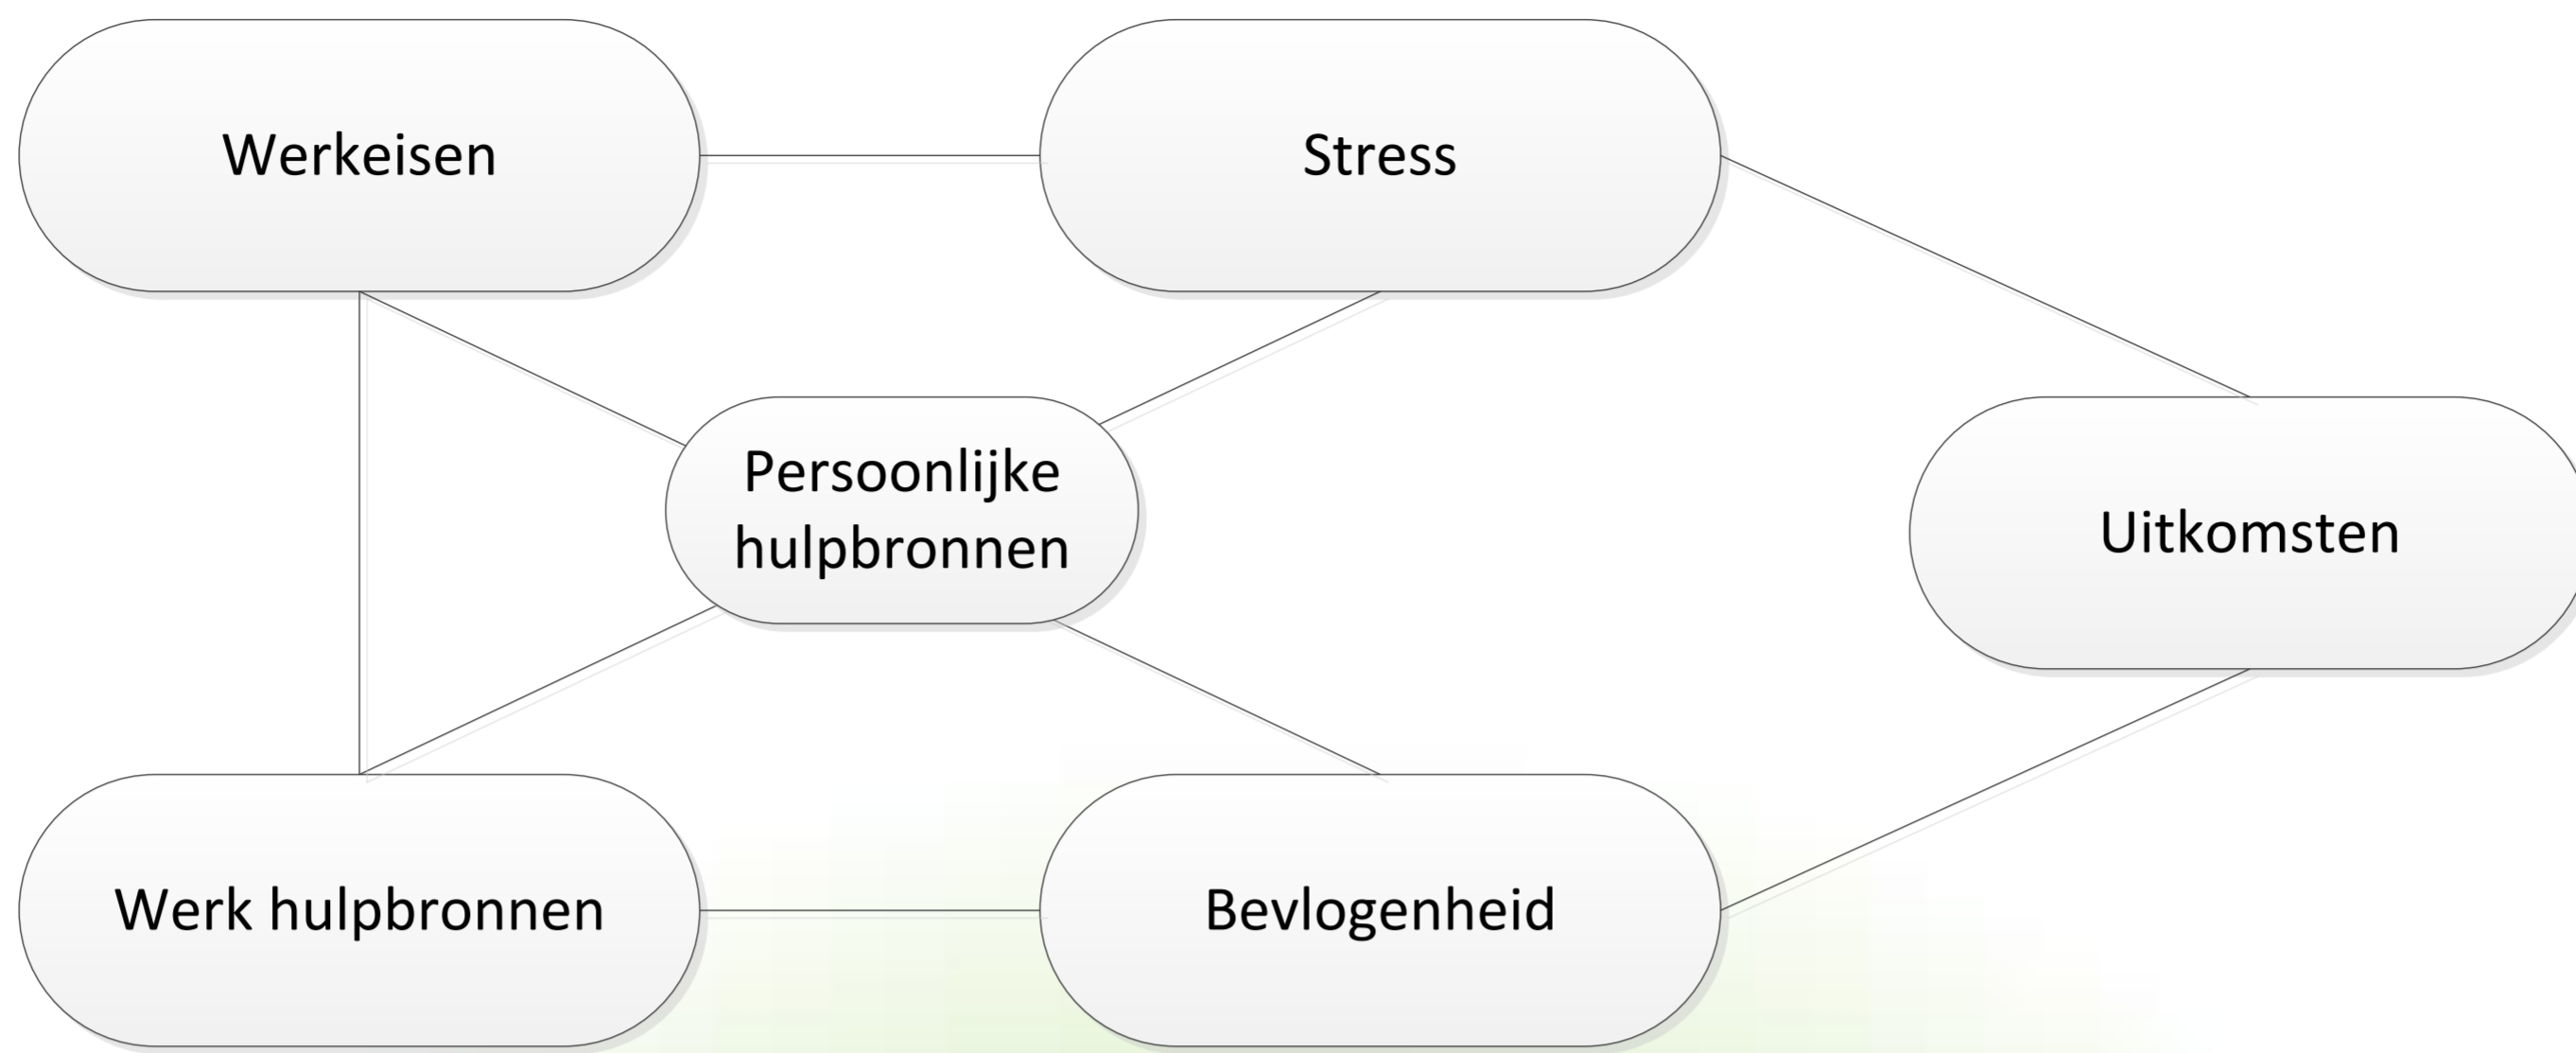 Werkeisen
Stress
Persoonlijke
hulpbronnen
Uitkomsten
Werk hulpbronnen
Bevlogenheid